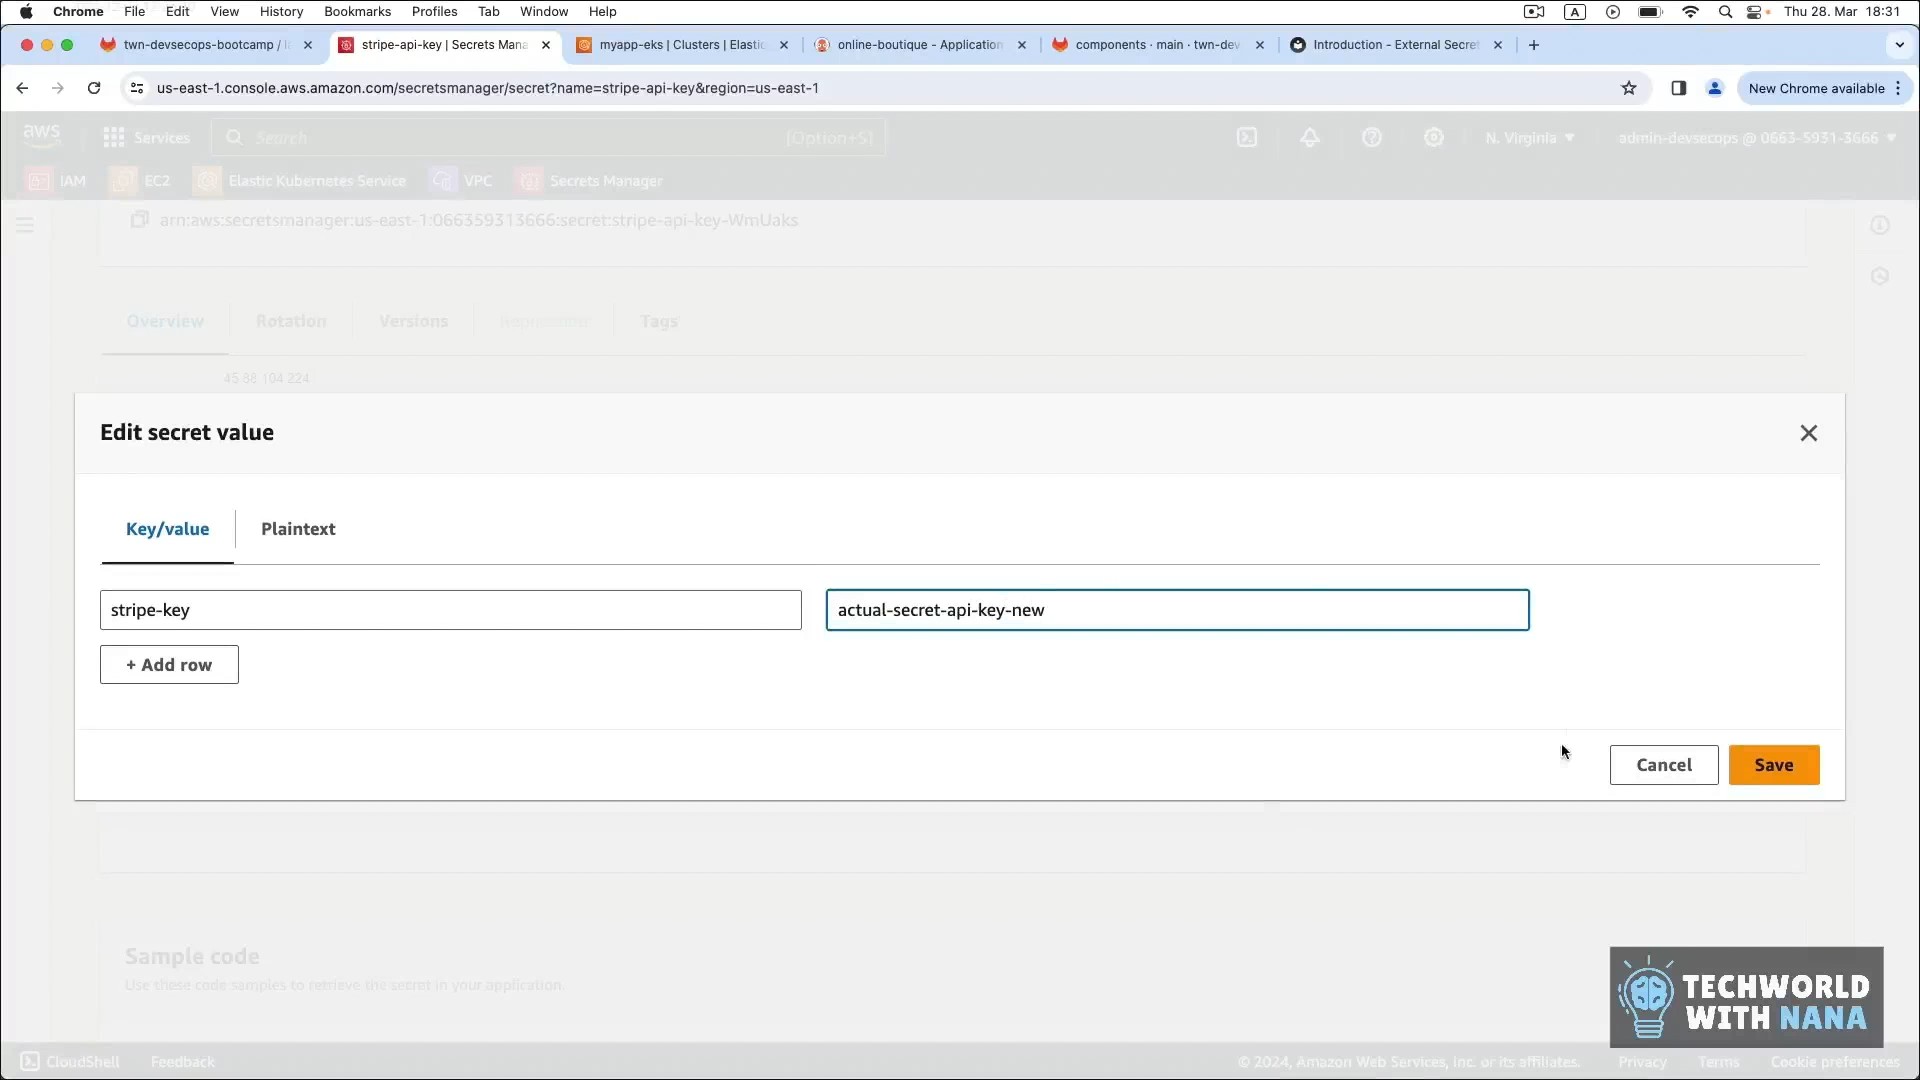 Chrome File Edit View History Bookmarks Profiles Tab Window Help A Thu 28. Mar 18:31
twn-devsecops-bootcamp / stripe-api-key | Secrets Mana myapp-eks | Clusters | Elastic online-boutique - Application components · main · twn-dev Introduction - External Secret
us-east-1.console.aws.amazon.com/secretsmanager/secret?name=stripe-api-key&region=us-east-1 New Chrome available
aws Services Search [Option+S] N. Virginia admin-devsecops @ 0663-5931-3666
IAM EC2 Elastic Kubernetes Service VPC Secrets Manager
arn:aws:secretsmanager:us-east-1:066359313666:secret:stripe-api-key-WmUaks
Overview Rotation Versions Replication Tags
45 88 104 224
Edit secret value
Key/value Plaintext
stripe-key actual-secret-api-key-new
+ Add row
Cancel Save
Sample code
Use these code samples to retrieve the secret in your application.
TECHWORLD
WITH NANA
CloudShell Feedback © 2024, Amazon Web Services, Inc. or its affiliates. Privacy Terms Cookie preferences